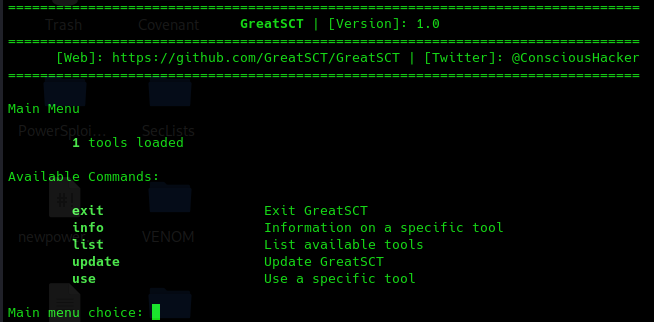 ================================================================================
GreatSCT | [Version]: 1.0
================================================================================
[Web]: https://github.com/GreatSCT/GreatSCT | [Twitter]: @ConsciousHacker
================================================================================
Trash Covenant
Main Menu
PowerSploi... SecLists
1 tools loaded
Available Commands:
exit Exit GreatSCT
info Information on a specific tool
list List available tools
newpower VENOM
update Update GreatSCT
use Use a specific tool
Main menu choice: